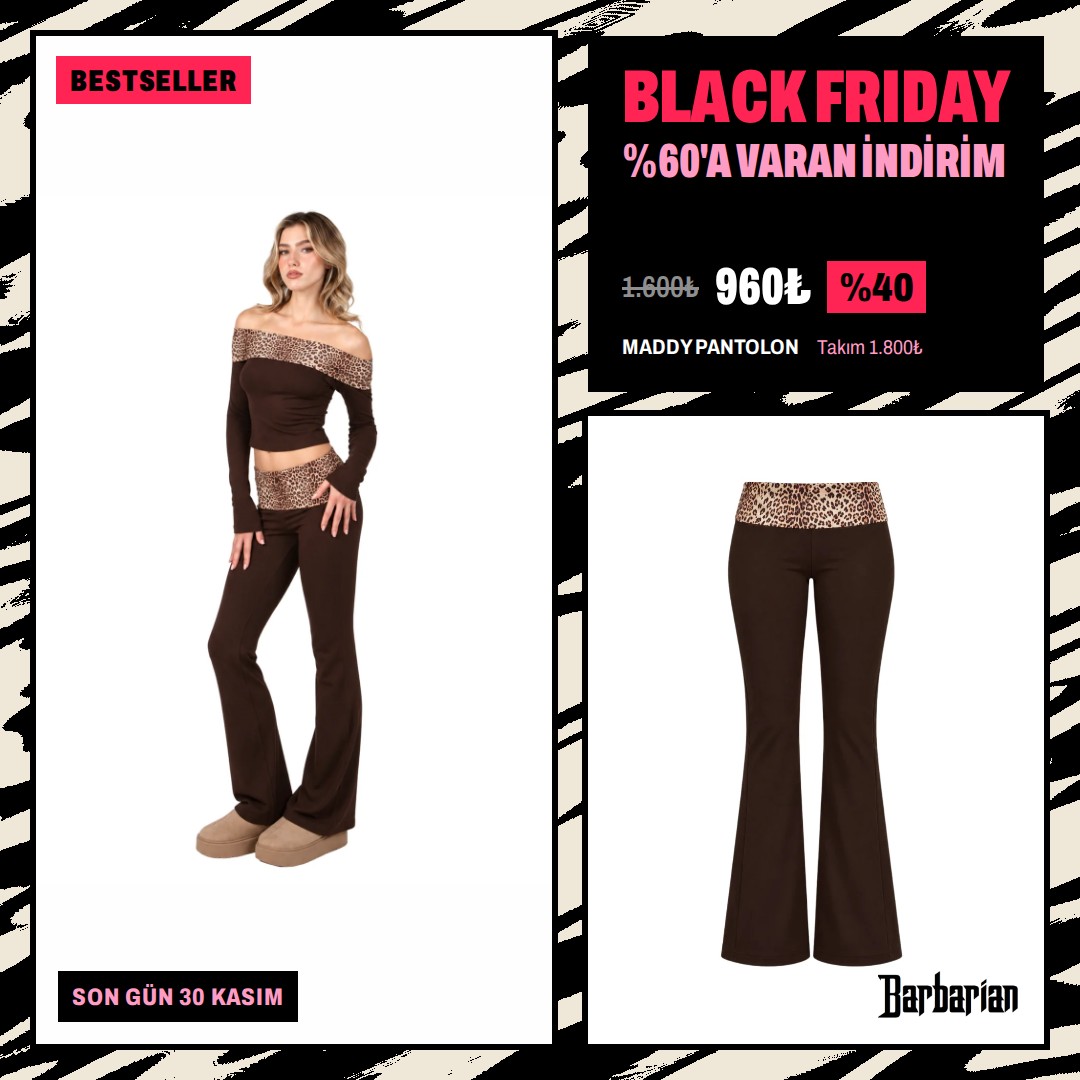 BESTSELLER
BLACK FRIDAY
%60'A VARAN İNDİRİM
1.600₺ 960₺ %40
MADDY PANTOLON Takım 1.800₺
SON GÜN 30 KASIM
Barbarian